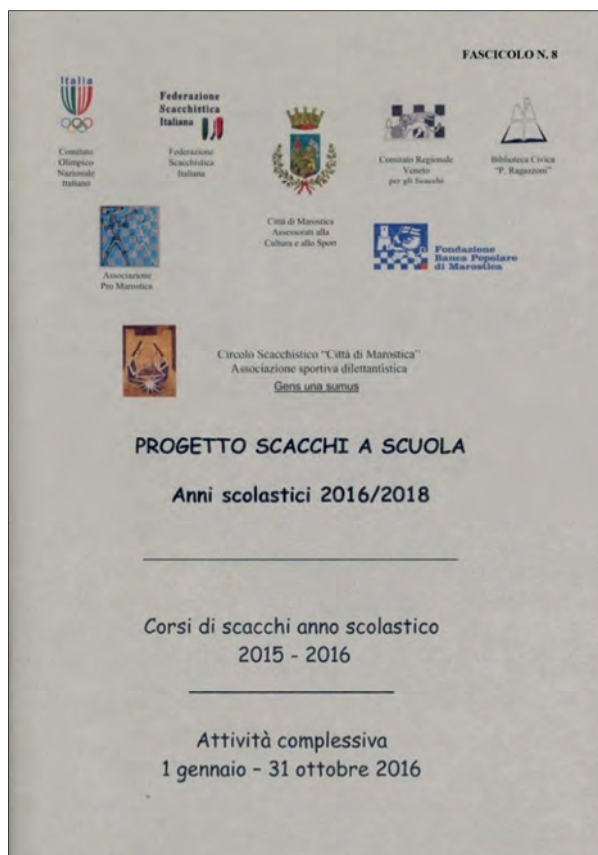 FASCICOLO N. 8
Italia
Comitato
Olimpico
Nazionale
Italiano
Federazione
Scacchistica
Italiana
Federazione
Scacchistica
Italiana
Città di Marostica
Assessorati alla
Cultura e allo Sport
Comitato Regionale
Veneto
per gli Scacchi
Biblioteca Civica
"P. Ragazzoni"
Associazione
Pro Marostica
Fondazione
Banca Popolare
di Marostica
Circolo Scacchistico "Città di Marostica"
Associazione sportiva dilettantistica
Gens una sumus
PROGETTO SCACCHI A SCUOLA
Anni scolastici 2016/2018
Corsi di scacchi anno scolastico
2015 - 2016
Attività complessiva
1 gennaio - 31 ottobre 2016